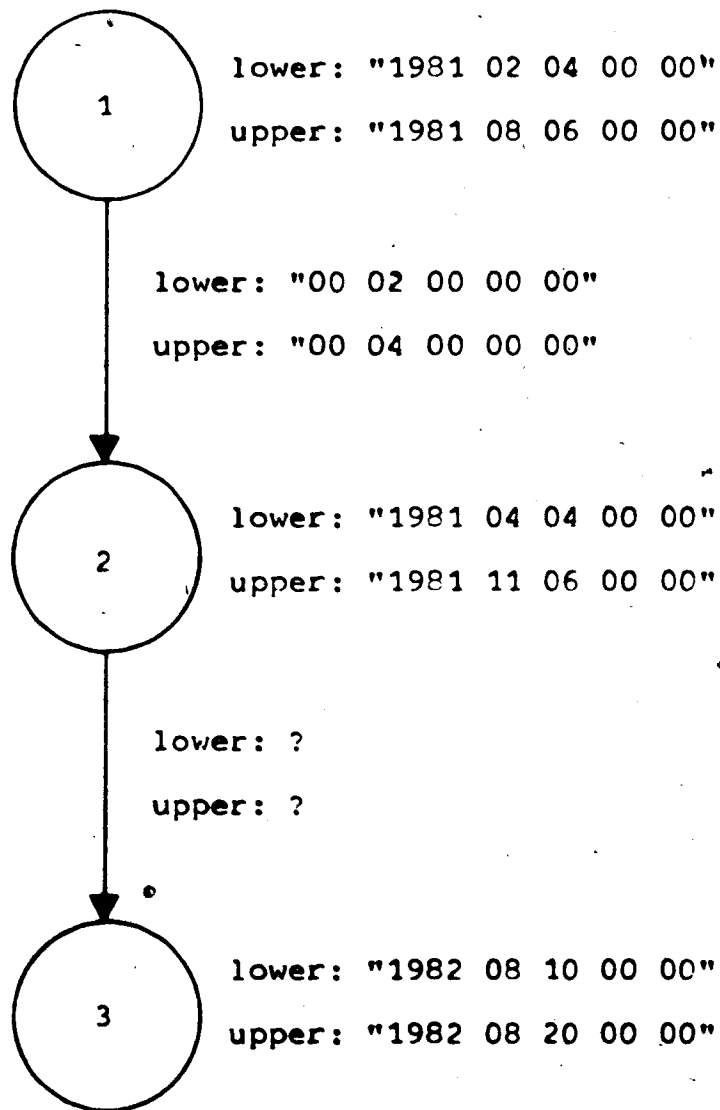 lower: "1981 02 04 00 00"
1
upper: "1981 08 06 00 00"
lower: "00 02 00 00 00"
upper: "00 04 00 00 00"
lower: "1981 04 04 00 00"
2
upper: "1981 11 06 00 00"
lower: ?
upper: ?
lower: "1982 08 10 00 00"
3
upper: "1982 08 20 00 00"